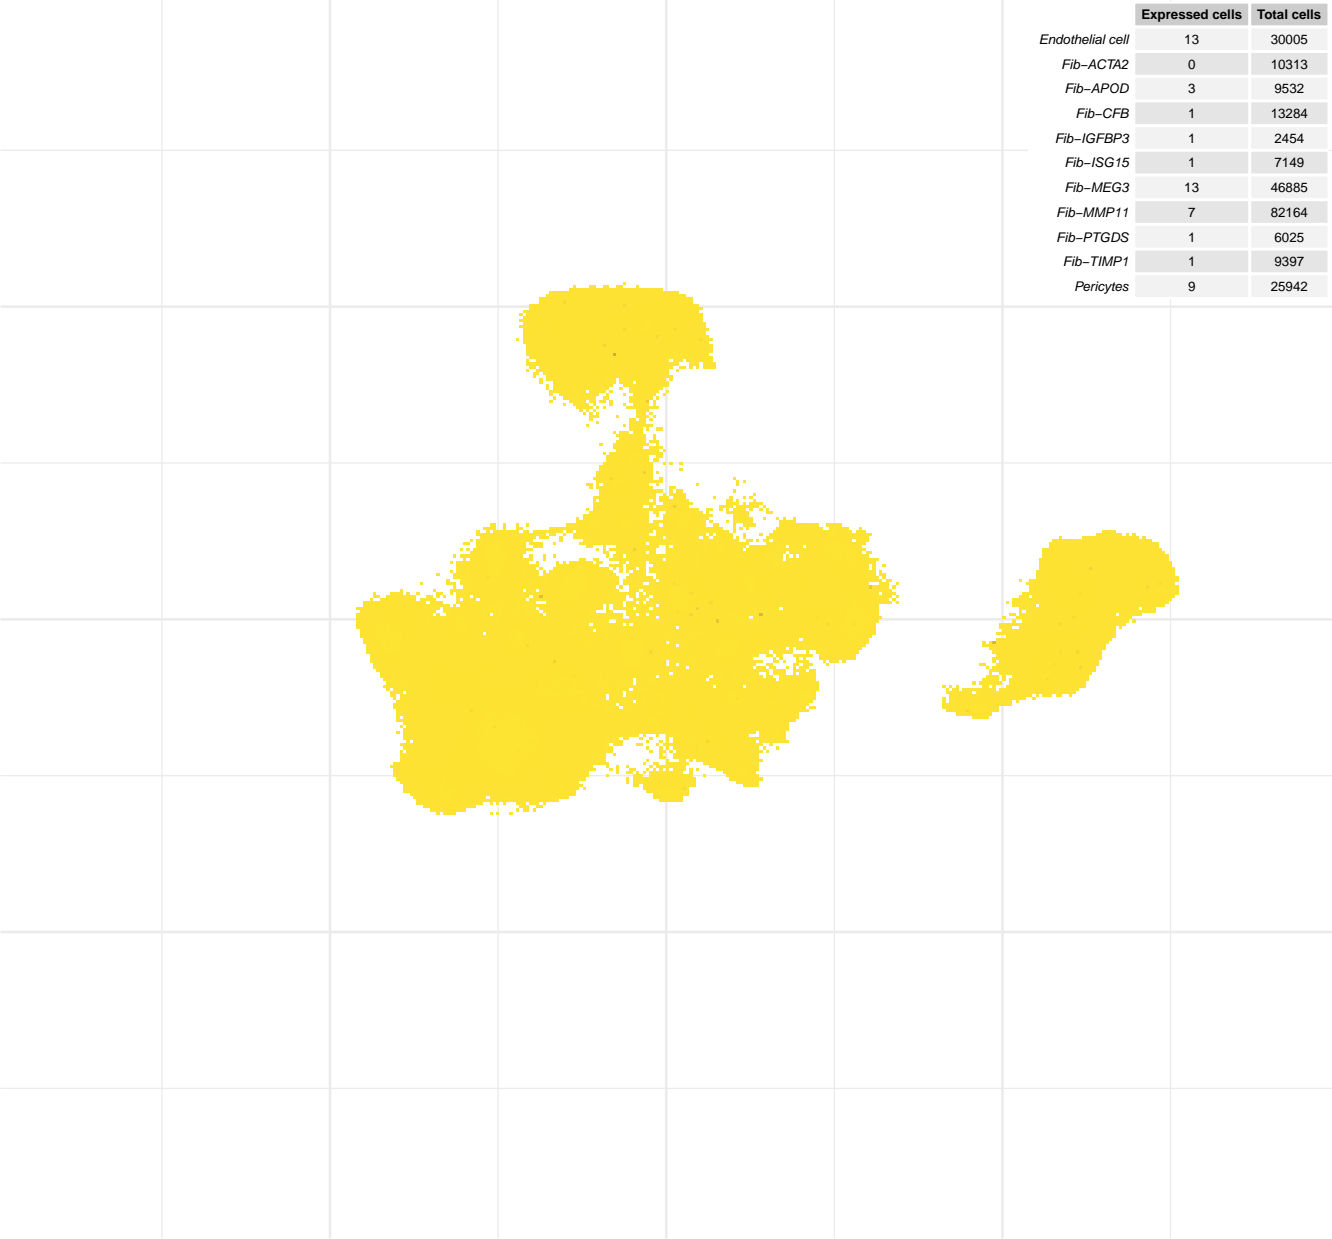 Expressed cells Total cells
Endothelial cell 13 30005
Fib−ACTA2 0 10313
Fib−APOD 3 9532
Fib−CFB 1 13284
Fib−IGFBP3 1 2454
Fib−ISG15 1 7149
Fib−MEG3 13 46885
Fib−MMP11 7 82164
Fib−PTGDS 1 6025
Fib−TIMP1 1 9397
Pericytes 9 25942